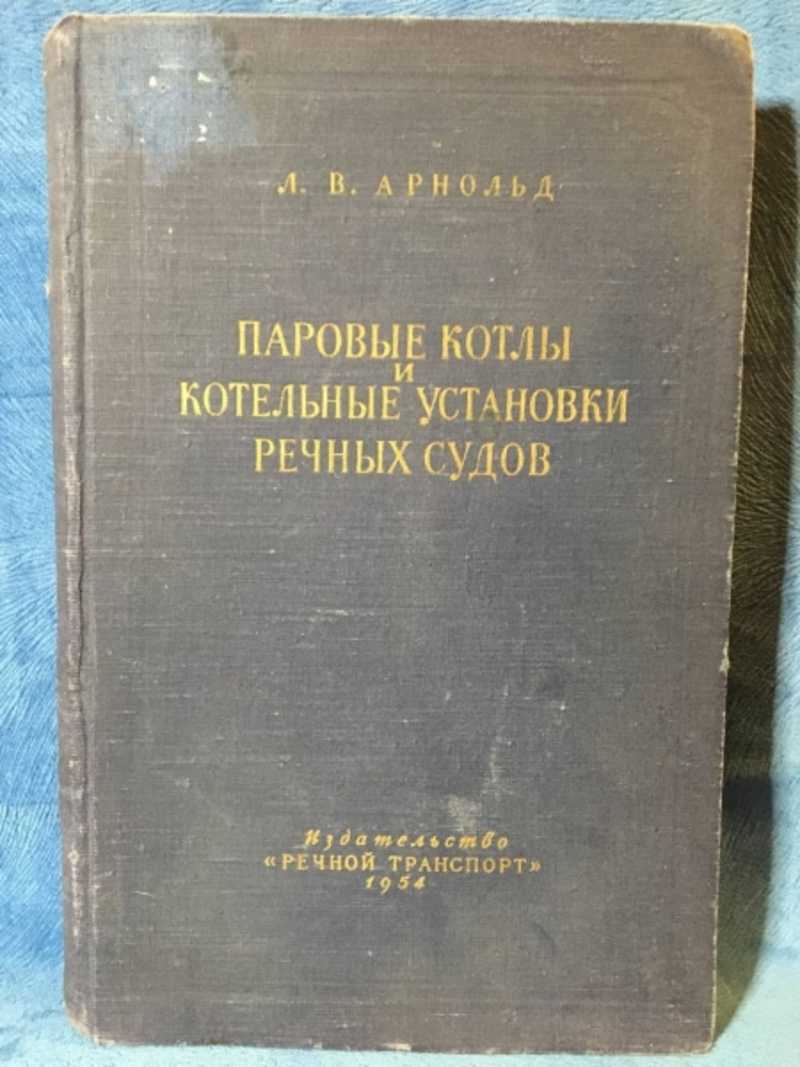 Л. В. АРНОЛЬД
ПАРОВЫЕ КОТЛЫ
И
КОТЕЛЬНЫЕ УСТАНОВКИ
РЕЧНЫХ СУДОВ
Издательство
«РЕЧНОЙ ТРАНСПОРТ»
1954